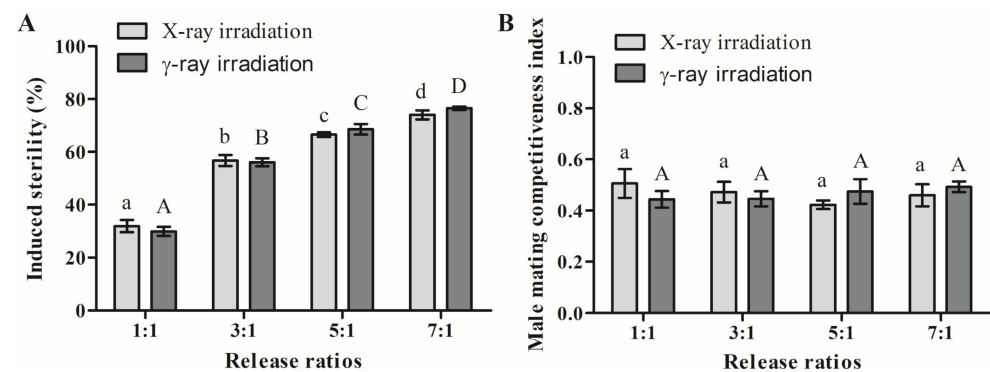 A
X-ray irradiation
γ-ray irradiation
Induced sterility (%)
100
80
60
40
20
0
a
A
b
B
c
C
d
D
1:1
3:1
5:1
7:1
Release ratios
B
X-ray irradiation
γ-ray irradiation
Male mating competitiveness index
1.0
0.8
0.6
0.4
0.2
0.0
a
A
a
A
a
A
a
A
1:1
3:1
5:1
7:1
Release ratios